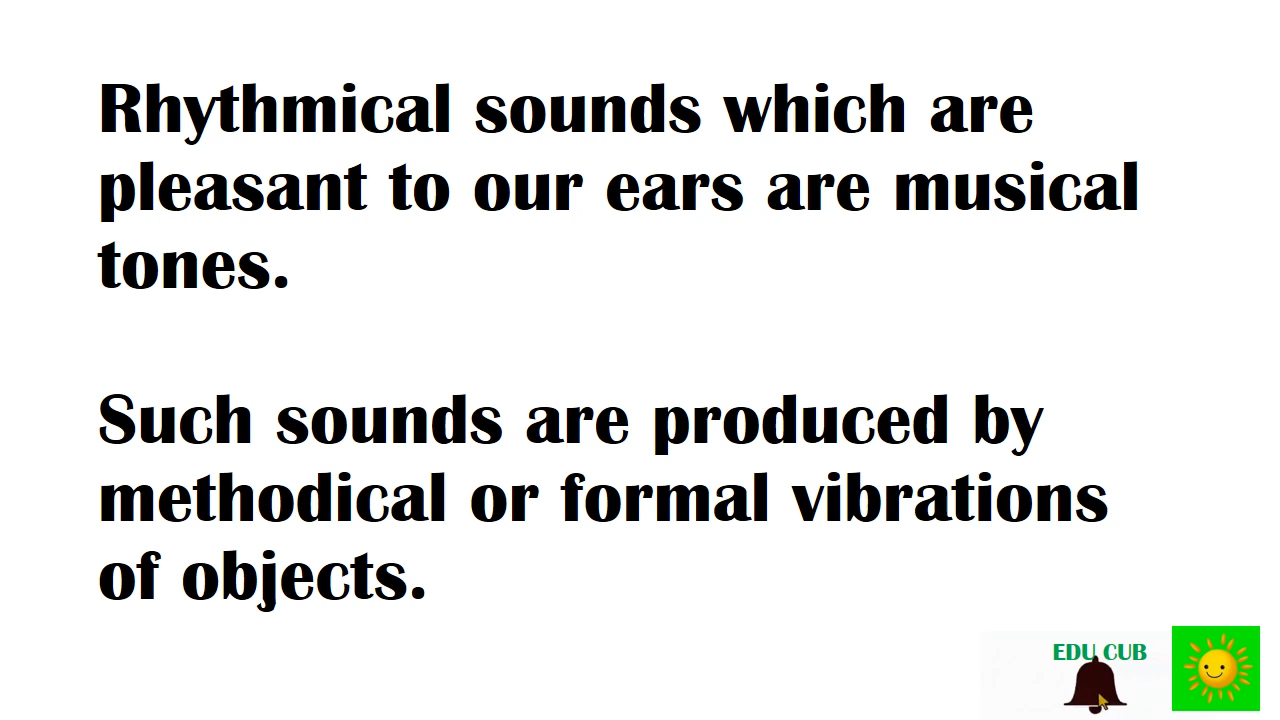 Rhythmical sounds which are
pleasant to our ears are musical
tones.
Such sounds are produced by
methodical or formal vibrations
of objects.
EDU CUB